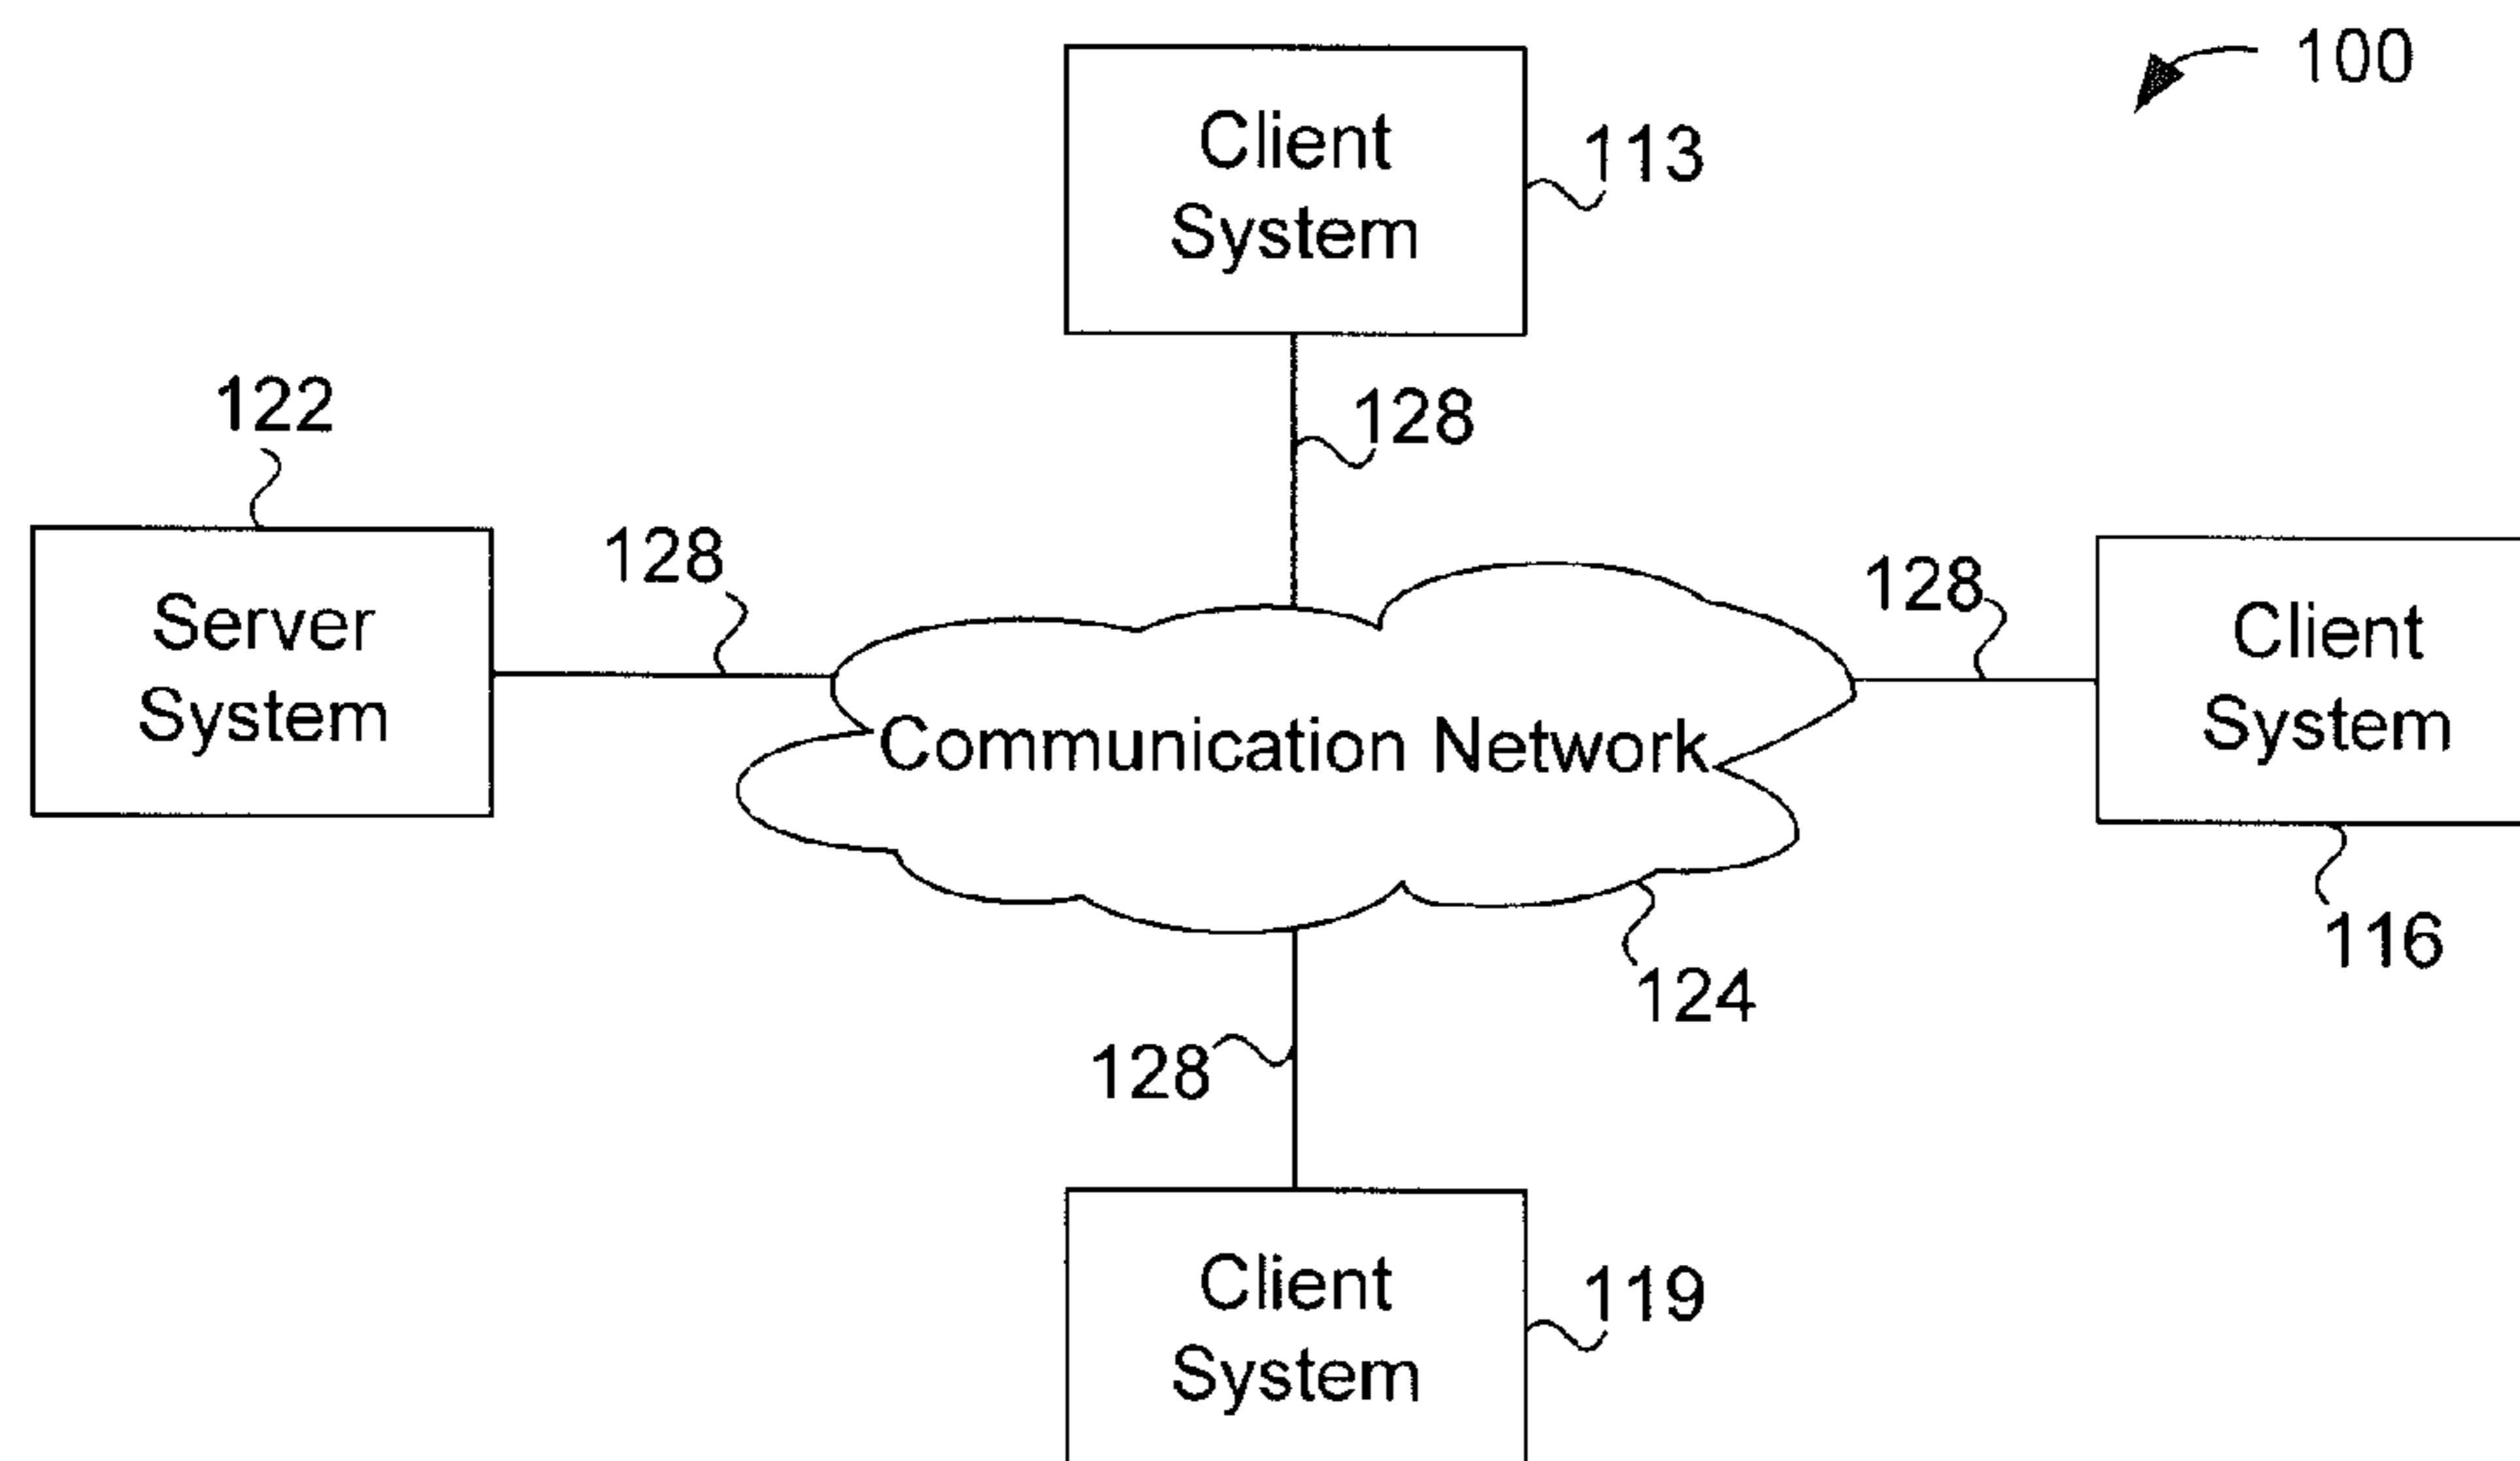 100
Client
System
113
128
122
Server
System
128
128
Client
System
Communication Network
116
124
128
Client
System
119